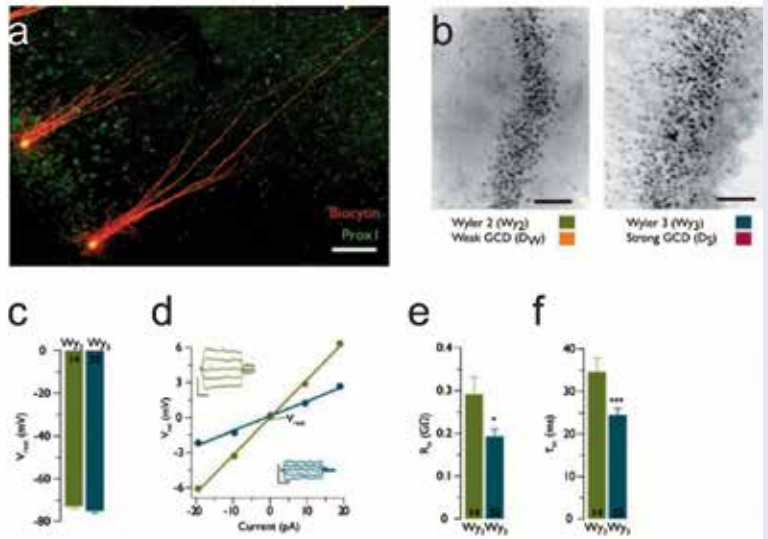 a
Biocytin
Prox1
b
Wyler 2 (Wy2)
Weak GCD (DW)
Wyler 3 (Wy3)
Strong GCD (DS)
c
Wy2 Wy3
0
-20
-40
-60
-80
Vrest (mV)
d
6
3
0
-3
-6
(mV)
Vrest
-20 -10 0 10 20
Current (pA)
e
0.4
0.3
0.2
0.1
0
Rin (GΩ)
*
14
Wy2 Wy3
f
40
30
20
10
0
(ms)
***
14
Wy2 Wy3